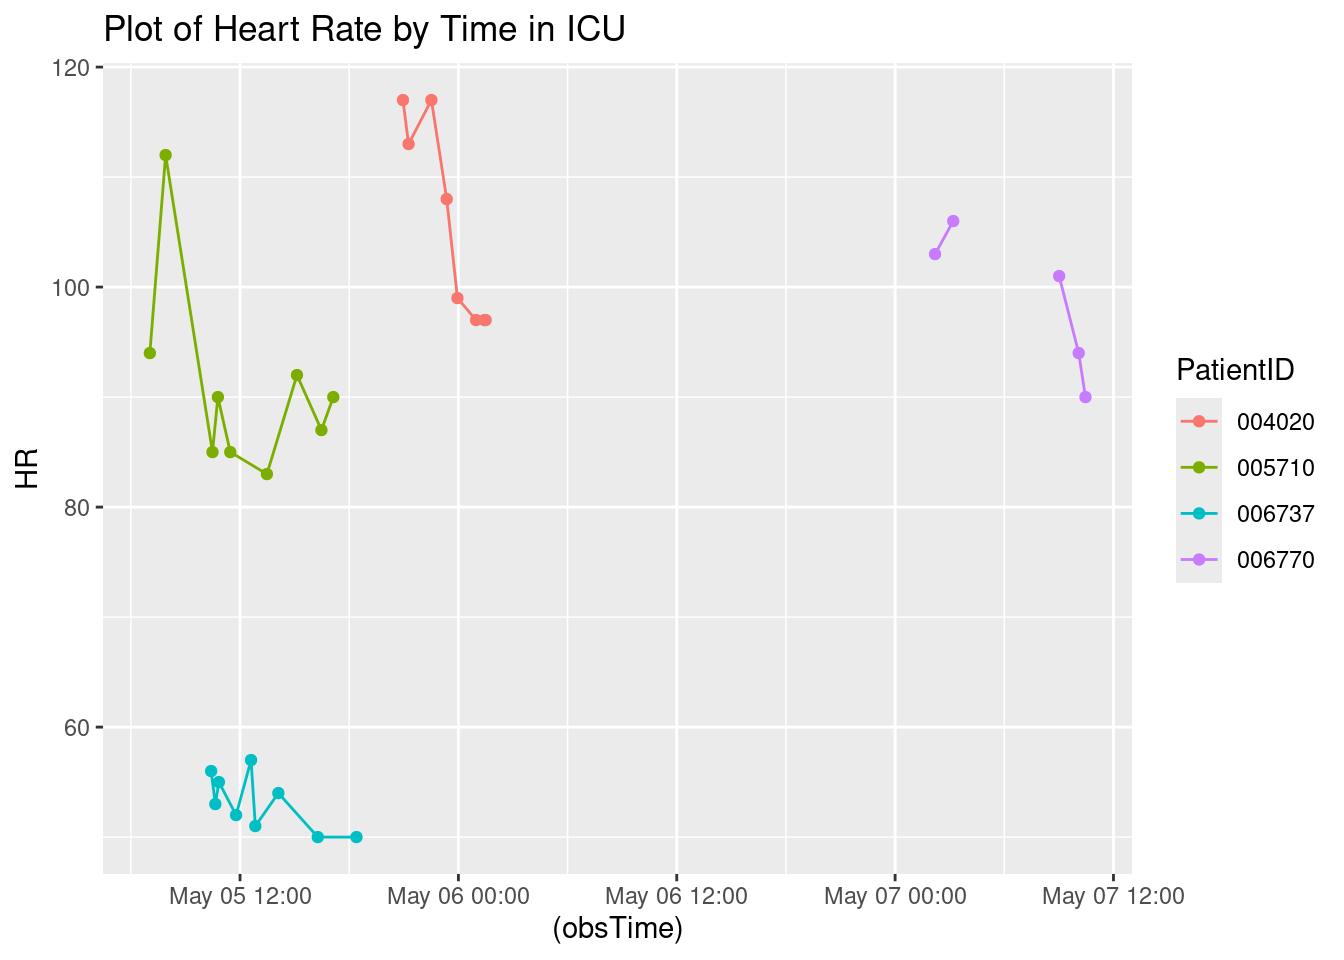 Plot of Heart Rate by Time in ICU
120
100
80
60
HR
May 05 12:00
May 06 00:00
May 06 12:00
May 07 00:00
May 07 12:00
(obsTime)
PatientID
004020
005710
006737
006770